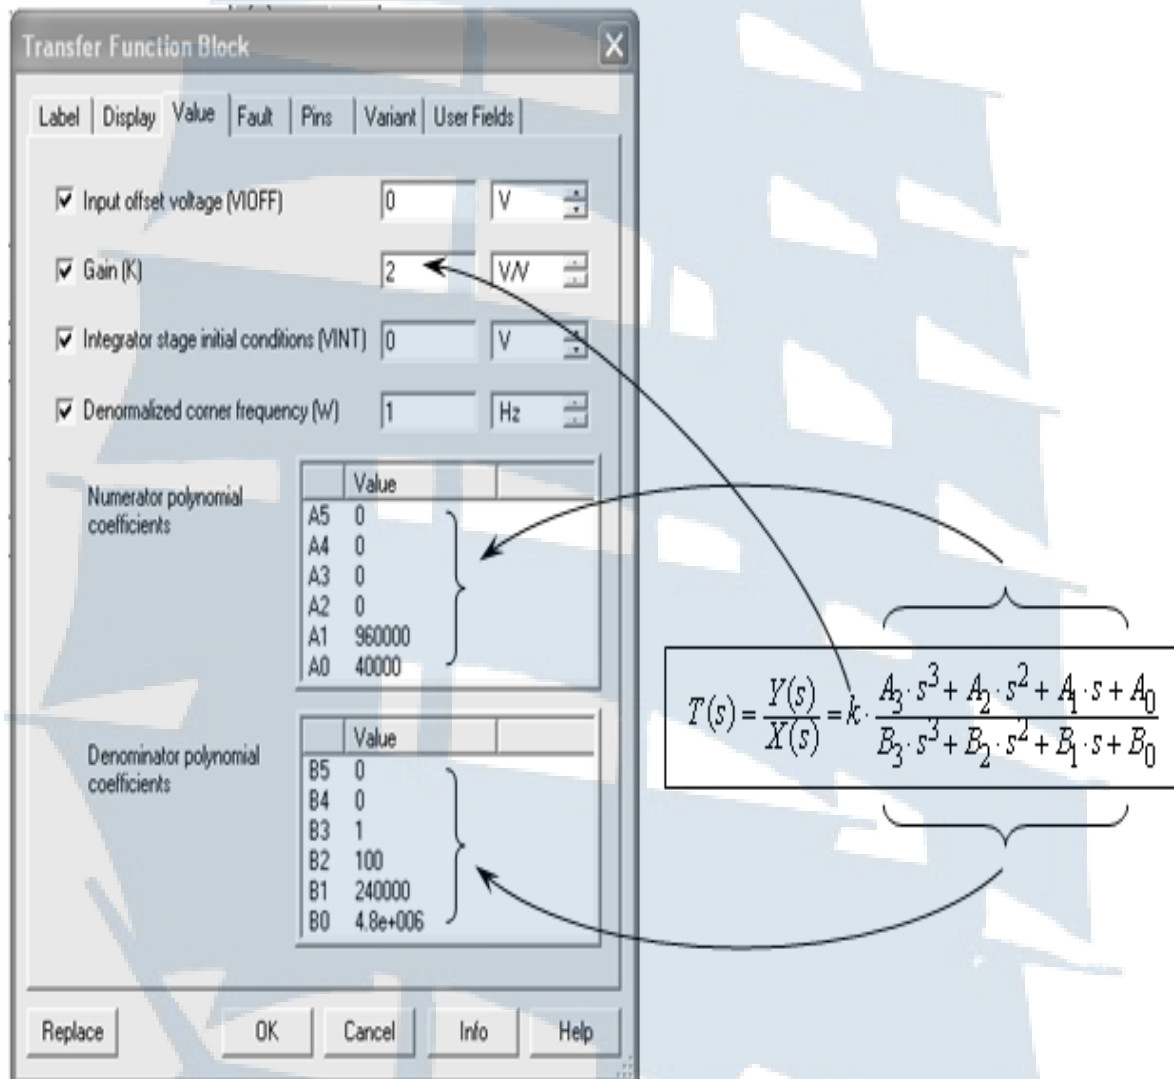 Transfer Function Block
Label Display Value Fault Pins Variant User Fields
Input offset voltage (VIOFF) 0 V
Gain (K) 2 V/V
Integrator stage initial conditions (VINT) 0 V
Denormalized corner frequency (W) 1 Hz
Numerator polynomial
coefficients
Value
A5 0
A4 0
A3 0
A2 0
A1 960000
A0 40000
T(s) = Y(s)/X(s) = k · (A₃·s³ + A₂·s² + A₁·s + A₀)/(B₃·s³ + B₂·s² + B₁·s + B₀)
Denominator polynomial
coefficients
Value
B5 0
B4 0
B3 1
B2 100
B1 240000
B0 4.8e+006
Replace OK Cancel Info Help